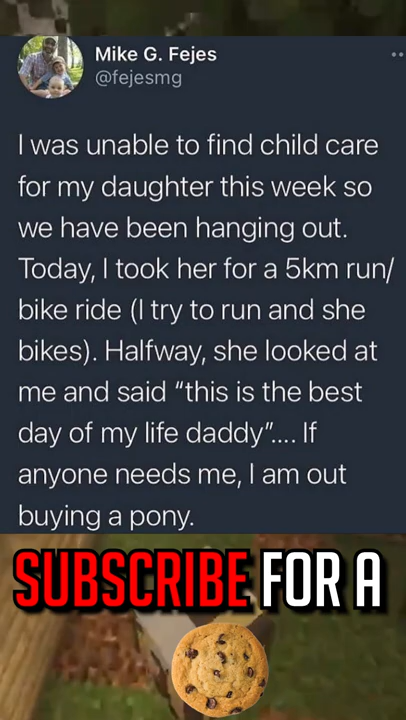 Mike G. Fejes
@fejesmg
I was unable to find child care
for my daughter this week so
we have been hanging out.
Today, I took her for a 5km run/
bike ride (I try to run and she
bikes). Halfway, she looked at
me and said “this is the best
day of my life daddy”.... If
anyone needs me, I am out
buying a pony.
SUBSCRIBE FOR A